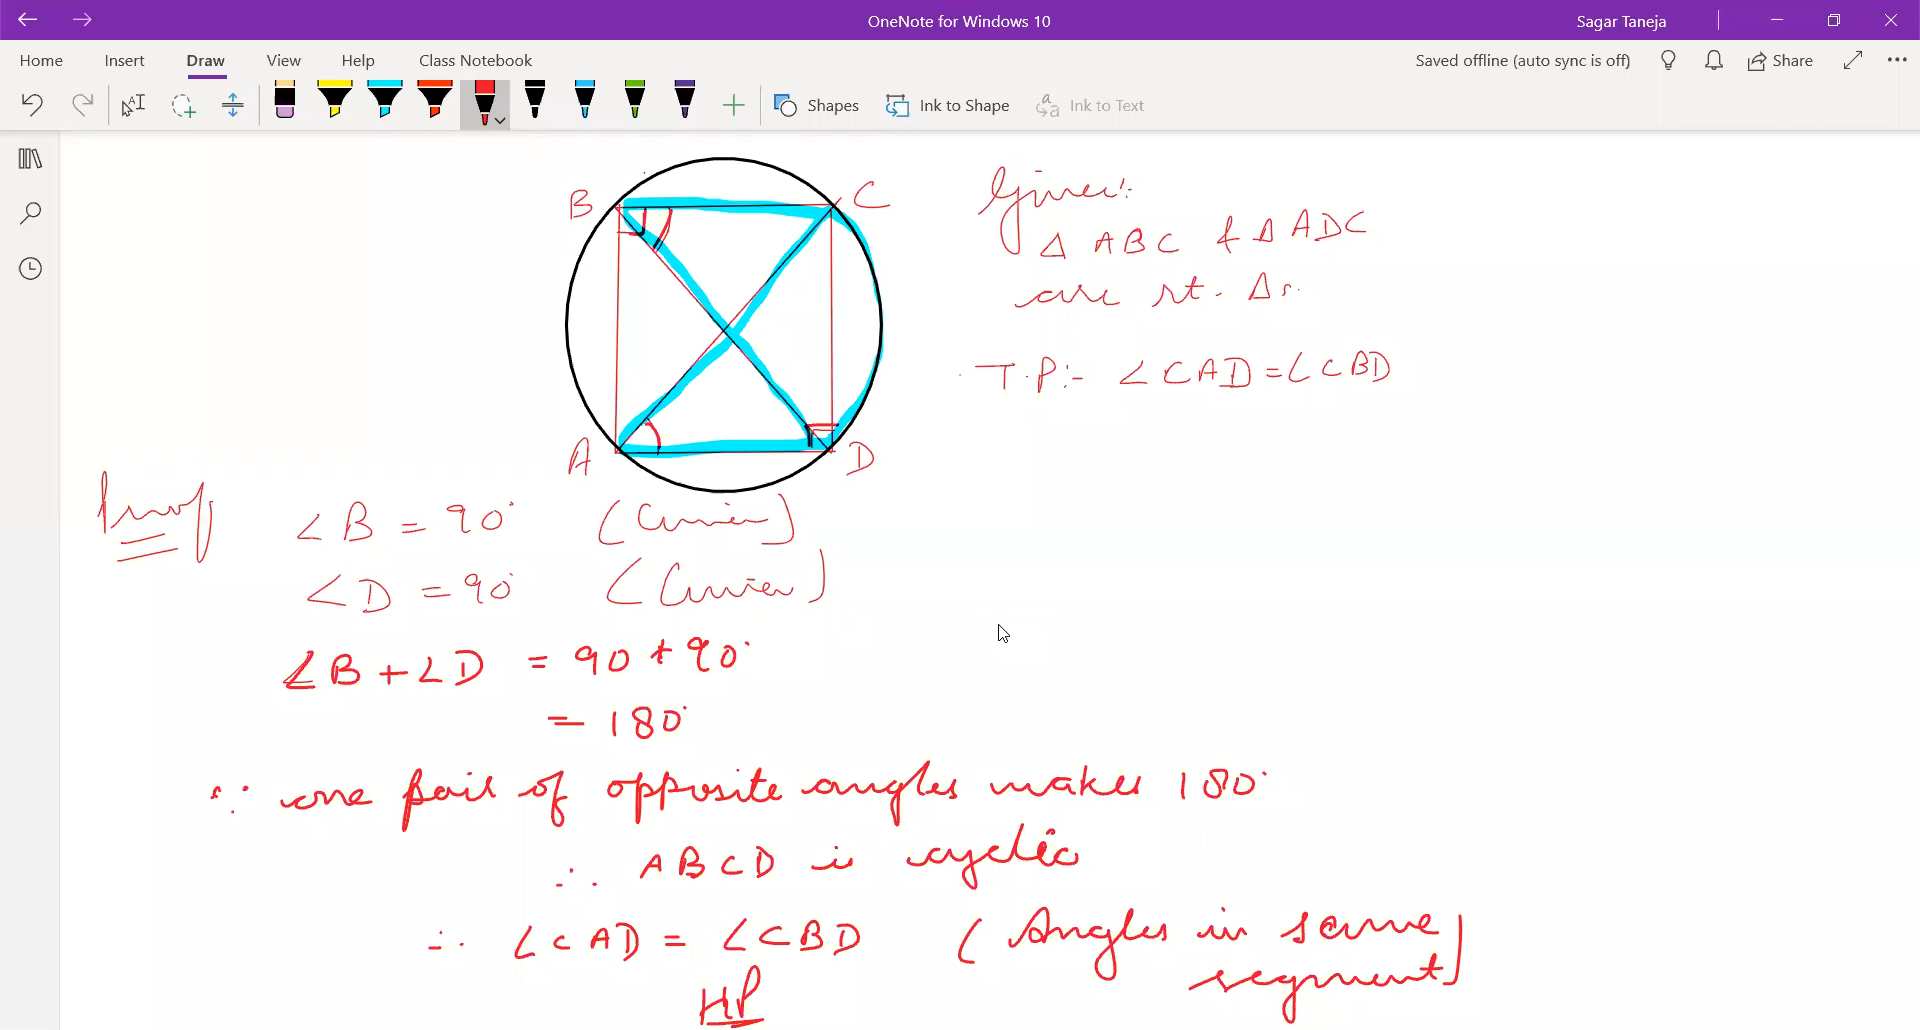 OneNote for Windows 10
Sagar Taneja
Home Insert Draw View Help Class Notebook
Saved offline (auto sync is off) Share
Shapes Ink to Shape Ink to Text
B C
A D
Given:
Δ ABC & Δ ADC
are rt. Δs.
T.P:- ∠CAD = ∠CBD
Proof
∠B = 90° (Given)
∠D = 90° (Given)
∠B + ∠D = 90 + 90°
= 180°
∵ one pair of opposite angles makes 180°
∴ ABCD is cyclic
∴ ∠CAD = ∠CBD (Angles in same
segment)
HP